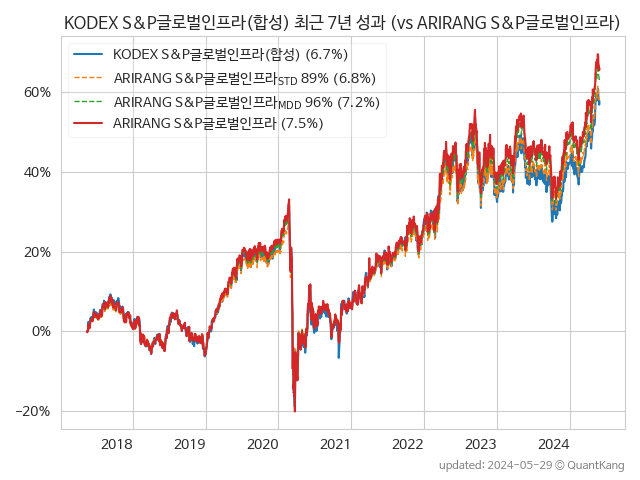 KODEX S&P글로벌인프라(합성) 최근 7년 성과 (vs ARIRANG S&P글로벌인프라)
KODEX S&P글로벌인프라(합성) (6.7%)
ARIRANG S&P글로벌인프라STD 89% (6.8%)
ARIRANG S&P글로벌인프라MDD 96% (7.2%)
ARIRANG S&P글로벌인프라 (7.5%)
60%
40%
20%
0%
−20%
2018 2019 2020 2021 2022 2023 2024
updated: 2024-05-29 © QuantKang